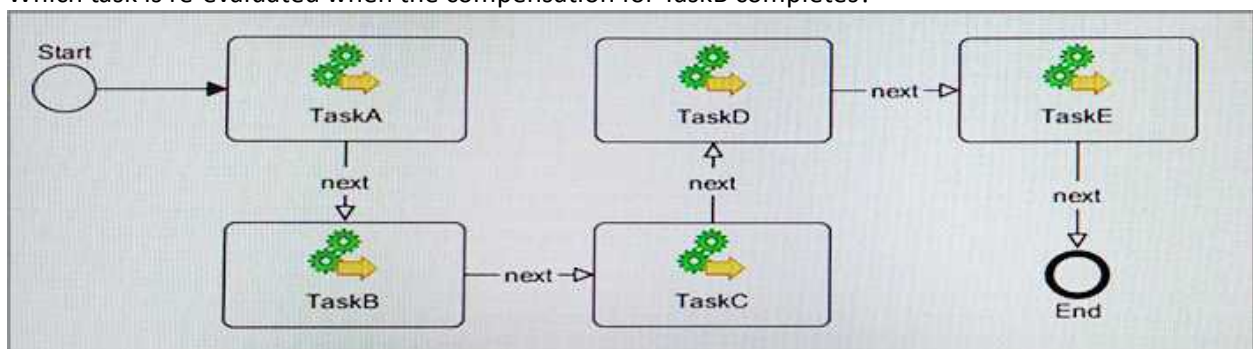 Which task is re-evaluated when the compensation for completes?
Start
TaskA
TaskD
next
TaskE
next
next
next
TaskB
next
TaskC
End